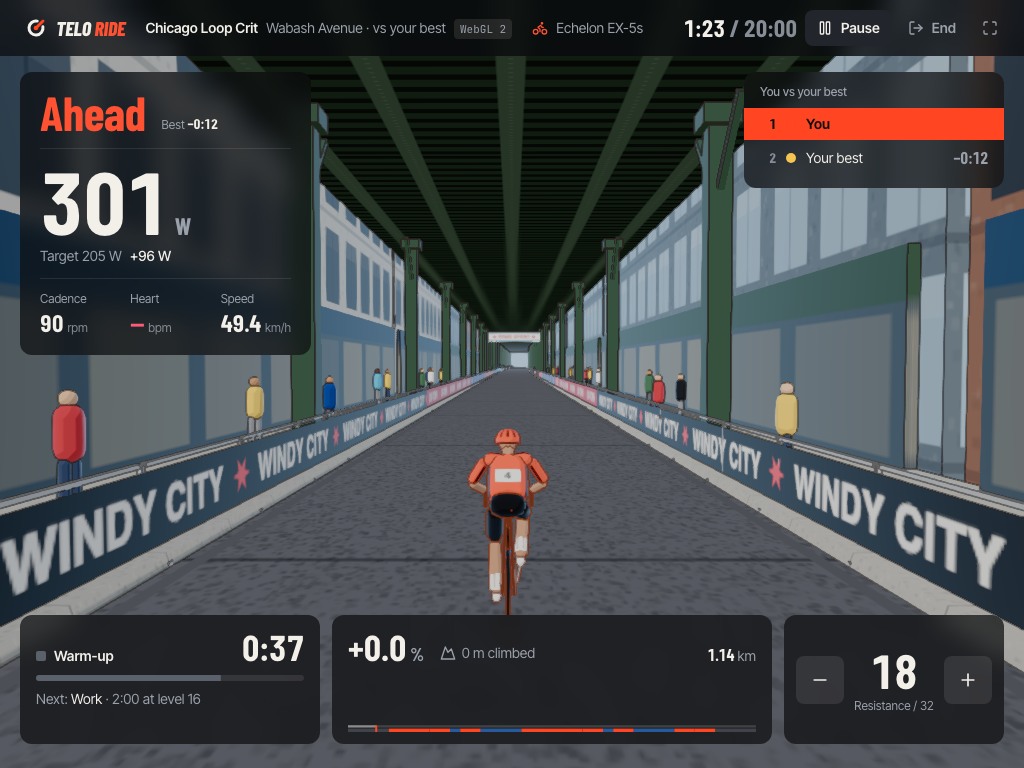 TELO RIDE
Chicago Loop Crit Wabash Avenue · vs your best WebGL 2 Echelon EX-5s 1:23 / 20:00 Pause End
Ahead Best −0:12
301 W
Target 205 W +96 W
Cadence Heart Speed
90 rpm – bpm 49.4 km/h
You vs your best
1 You
2 Your best −0:12
4
WINDY CITY WINDY CITY WINDY CITY WINDY CITY
WINDY CITY WINDY CITY WINDY CITY WINDY CITY
Warm-up 0:37
Next: Work · 2:00 at level 16
+0.0 % 0 m climbed 1.14 km
− 18 +
Resistance / 32